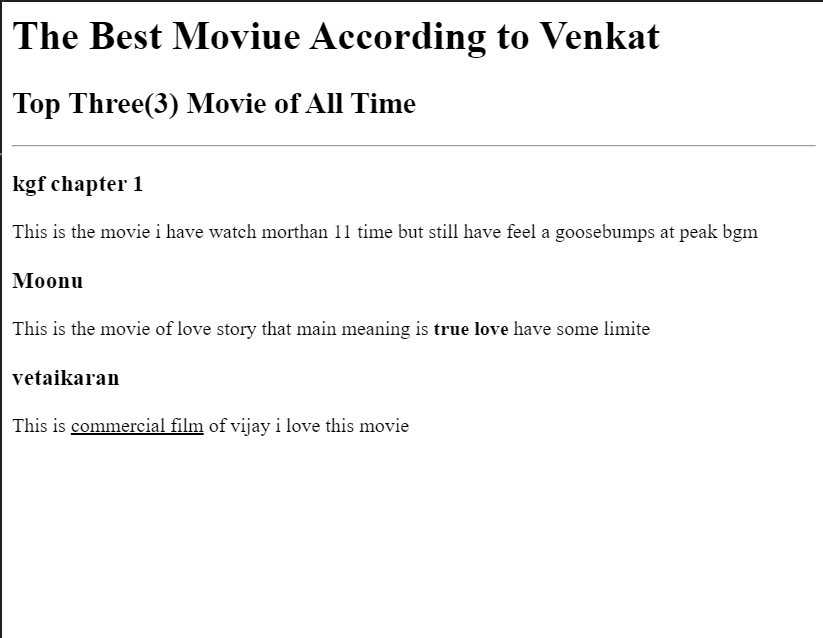 The Best Moviue According to Venkat
Top Three(3) Movie of All Time
kgf chapter 1
This is the movie i have watch morthan 11 time but still have feel a goosebumps at peak bgm
Moonu
This is the movie of love story that main meaning is true love have some limite
vetaikaran
This is commercial film of vijay i love this movie